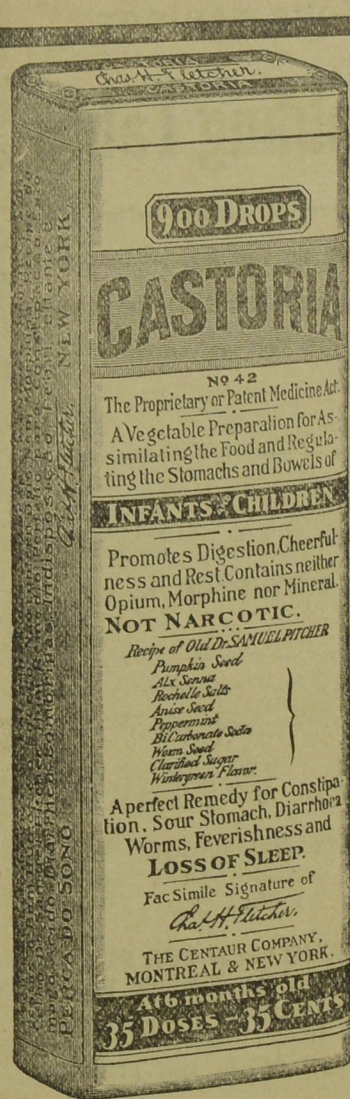 Chas. H. Fletcher.
CASTORIA
900 DROPS
CASTORIA
Nº 42
The Proprietary or Patent Medicine Act.
A Vegetable Preparation for As-
similating the Food and Regula-
ting the Stomachs and Bowels of
INFANTS & CHILDREN
Promotes Digestion, Cheerful-
ness and Rest. Contains neither
Opium, Morphine nor Mineral.
NOT NARCOTIC.
Recipe of Old Dr. SAMUEL PITCHER
Pumpkin Seed
Alx. Senna
Rochelle Salts
Anise Seed
Peppermint
Bi Carbonate Soda
Worm Seed
Clarified Sugar
Wintergreen Flavor.
A perfect Remedy for Constipa-
tion, Sour Stomach, Diarrhoea
Worms, Feverishness and
LOSS OF SLEEP.
Fac Simile Signature of
Chas. H. Fletcher.
THE CENTAUR COMPANY,
MONTREAL & NEW YORK.
At 6 months old
35 DOSES - 35 CENTS
NEW YORK
PERCA DO SONO